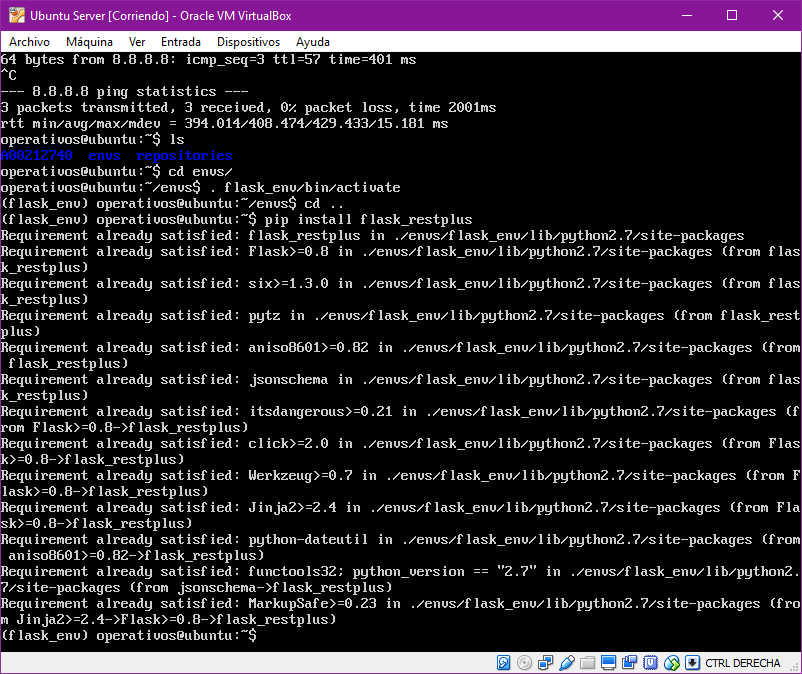 Ubuntu Server [Corriendo] - Oracle VM VirtualBox
Archivo Máquina Ver Entrada Dispositivos Ayuda
64 bytes from 8.8.8.8: icmp_seq=3 ttl=57 time=401 ms
^C
--- 8.8.8.8 ping statistics ---
3 packets transmitted, 3 received, 0% packet loss, time 2001ms
rtt min/avg/max/mdev = 394.014/408.474/429.433/15.181 ms
operativos@ubuntu:~$ ls
A00212740 envs repositories
operativos@ubuntu:~$ cd envs/
operativos@ubuntu:~/envs$ . flask_env/bin/activate
(flask_env) operativos@ubuntu:~/envs$ cd ..
(flask_env) operativos@ubuntu:~$ pip install flask_restplus
Requirement already satisfied: flask_restplus in ./envs/flask_env/lib/python2.7/site-packages
Requirement already satisfied: Flask>=0.8 in ./envs/flask_env/lib/python2.7/site-packages (from flas
k_restplus)
Requirement already satisfied: six>=1.3.0 in ./envs/flask_env/lib/python2.7/site-packages (from flas
k_restplus)
Requirement already satisfied: pytz in ./envs/flask_env/lib/python2.7/site-packages (from flask_rest
plus)
Requirement already satisfied: aniso8601>=0.82 in ./envs/flask_env/lib/python2.7/site-packages (from
 flask_restplus)
Requirement already satisfied: jsonschema in ./envs/flask_env/lib/python2.7/site-packages (from flas
k_restplus)
Requirement already satisfied: itsdangerous>=0.21 in ./envs/flask_env/lib/python2.7/site-packages (f
rom Flask>=0.8->flask_restplus)
Requirement already satisfied: click>=2.0 in ./envs/flask_env/lib/python2.7/site-packages (from Flas
k>=0.8->flask_restplus)
Requirement already satisfied: Werkzeug>=0.7 in ./envs/flask_env/lib/python2.7/site-packages (from F
lask>=0.8->flask_restplus)
Requirement already satisfied: Jinja2>=2.4 in ./envs/flask_env/lib/python2.7/site-packages (from Fla
sk>=0.8->flask_restplus)
Requirement already satisfied: python-dateutil in ./envs/flask_env/lib/python2.7/site-packages (from
 aniso8601>=0.82->flask_restplus)
Requirement already satisfied: functools32; python_version == "2.7" in ./envs/flask_env/lib/python2.
7/site-packages (from jsonschema->flask_restplus)
Requirement already satisfied: MarkupSafe>=0.23 in ./envs/flask_env/lib/python2.7/site-packages (fro
m Jinja2>=2.4->Flask>=0.8->flask_restplus)
(flask_env) operativos@ubuntu:~$
CTRL DERECHA